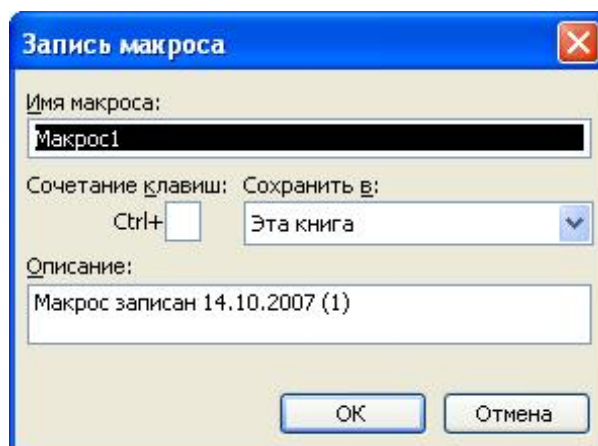 Запись макроса
Имя макроса:
Макрос1
Сочетание клавиш: Сохранить в:
Ctrl+ Эта книга
Описание:
Макрос записан 14.10.2007 (1)
ОК Отмена